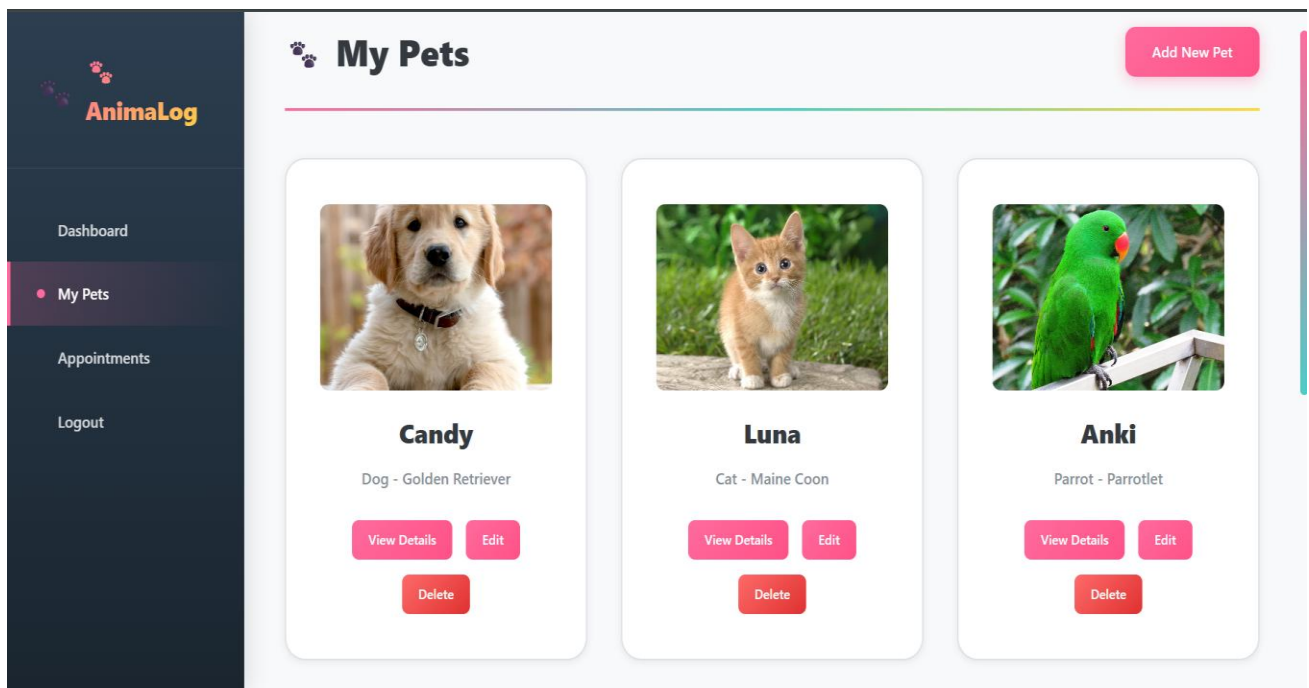 AnimaLog
Dashboard
My Pets
Appointments
Logout
My Pets
Add New Pet
Candy
Dog - Golden Retriever
View Details
Edit
Delete
Luna
Cat - Maine Coon
View Details
Edit
Delete
Anki
Parrot - Parrotlet
View Details
Edit
Delete